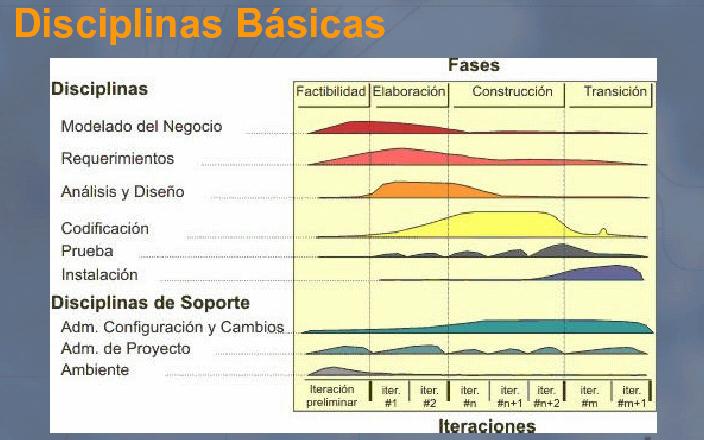 Disciplinas Básicas
Fases
Disciplinas
Factibilidad Elaboración Construcción Transición
Modelado del Negocio
Requerimientos
Análisis y Diseño
Codificación
Prueba
Instalación
Disciplinas de Soporte
Adm. Configuración y Cambios
Adm. de Proyecto
Ambiente
Iteración preliminar
iter. #1
iter. #2
iter. #n
iter. #n+1
iter. #n+2
iter. #m
iter. #m+1
Iteraciones